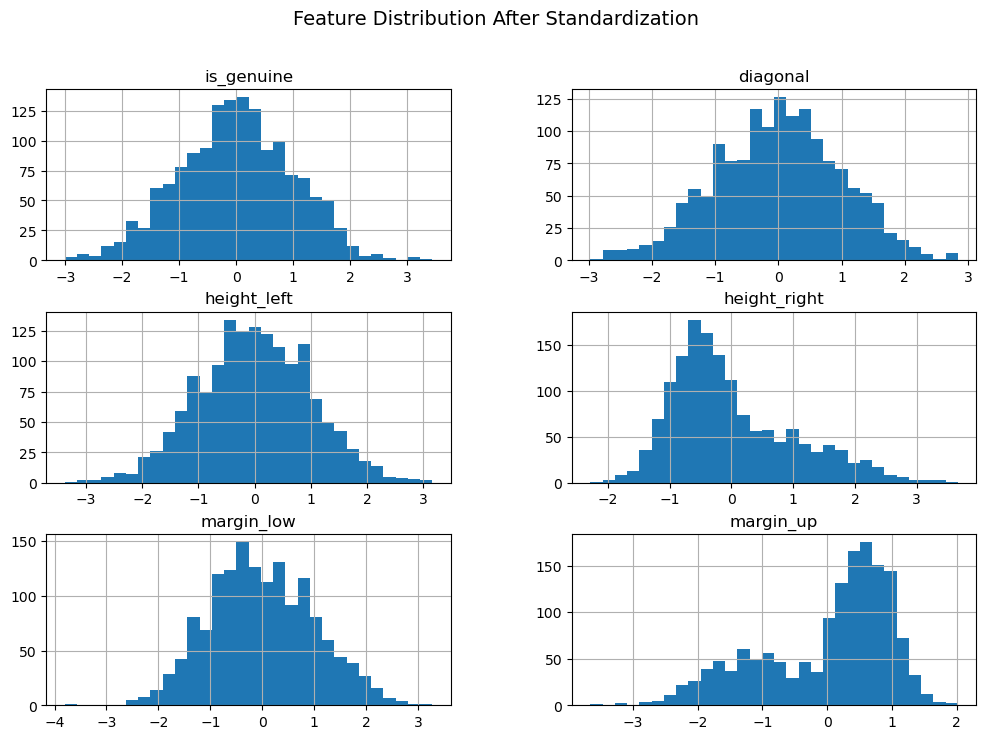 Feature Distribution After Standardization
is_genuine
diagonal
125
100
75
50
25
0
−3 −2 −1 0 1 2 3
125
100
75
50
25
0
−3 −2 −1 0 1 2 3
height_left
height_right
125
100
75
50
25
0
−3 −2 −1 0 1 2 3
150
100
50
0
−2 −1 0 1 2 3
margin_low
margin_up
150
100
50
0
−4 −3 −2 −1 0 1 2 3
150
100
50
0
−3 −2 −1 0 1 2